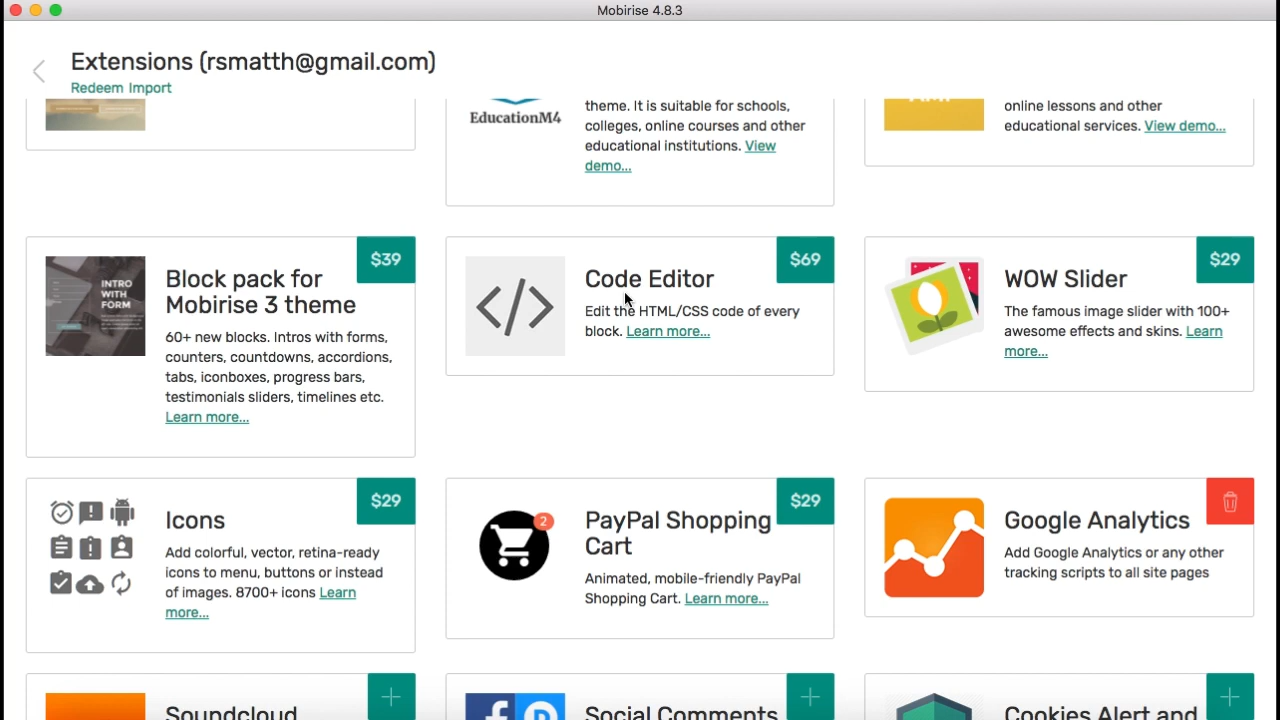 Mobirise 4.8.3
Extensions (rsmatth@gmail.com)
Redeem Import
EducationM4
theme. It is suitable for schools,
colleges, online courses and other
educational institutions. View
demo...
online lessons and other
educational services. View demo...
INTRO
WITH
FORM
$39
Block pack for
Mobirise 3 theme
60+ new blocks. Intros with forms,
counters, countdowns, accordions,
tabs, iconboxes, progress bars,
testimonials sliders, timelines etc.
Learn more...
$69
Code Editor
Edit the HTML/CSS code of every
block. Learn more...
$29
WOW Slider
The famous image slider with 100+
awesome effects and skins. Learn
more...
$29
Icons
Add colorful, vector, retina-ready
icons to menu, buttons or instead
of images. 8700+ icons Learn
more...
2
$29
PayPal Shopping
Cart
Animated, mobile-friendly PayPal
Shopping Cart. Learn more...
Google Analytics
Add Google Analytics or any other
tracking scripts to all site pages
Soundcloud
Social Comments
Cookies Alert and